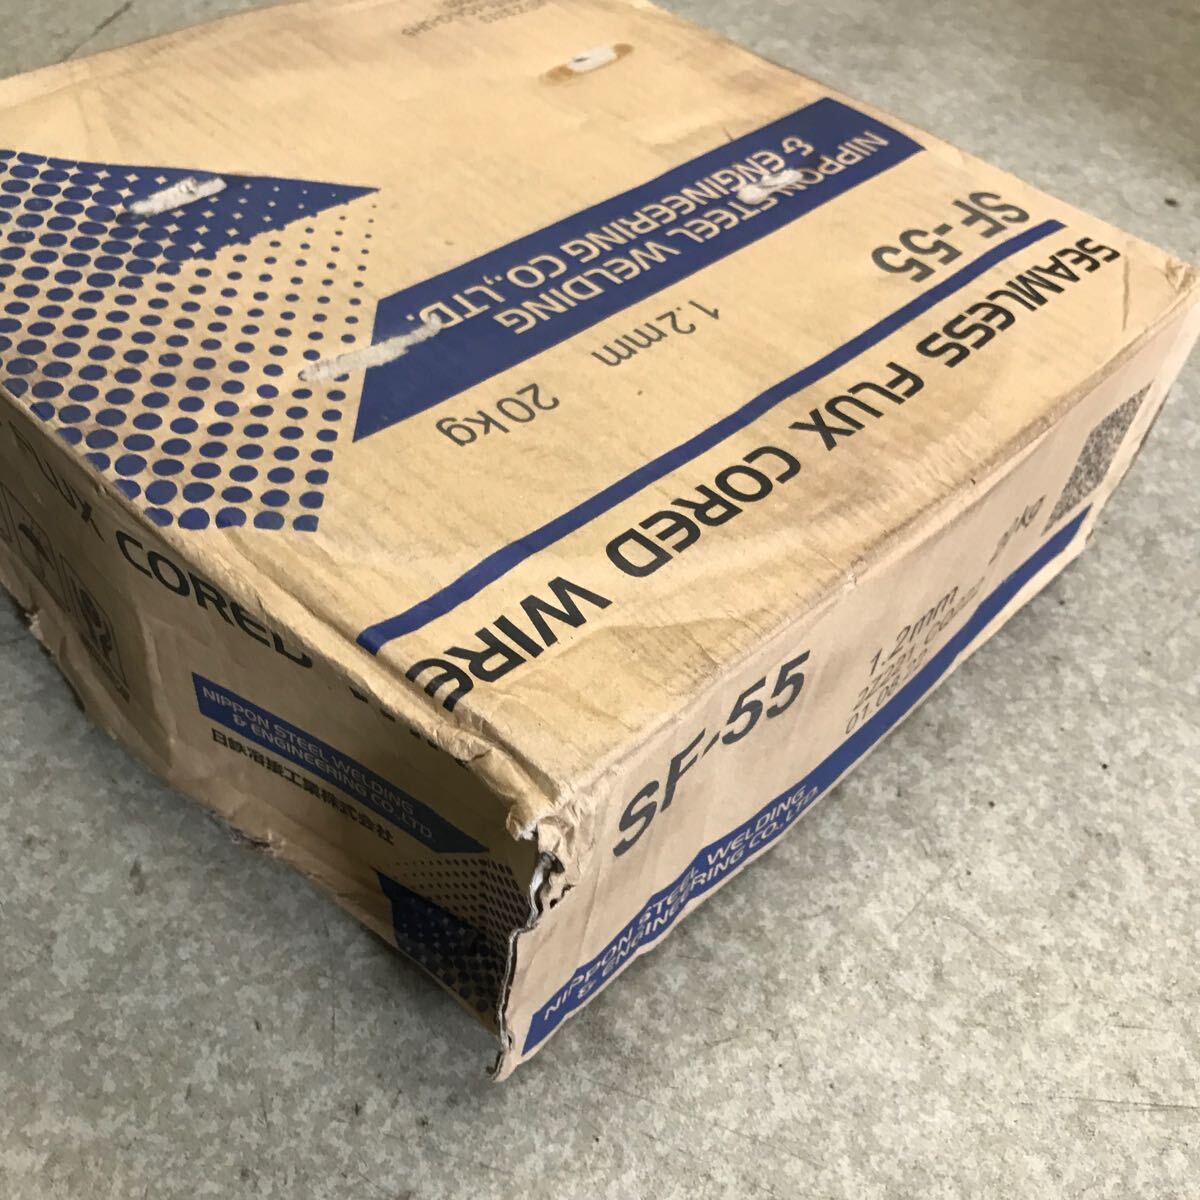 NIPPON STEEL WELDING
& ENGINEERING CO.,LTD.
SF-55
1.2mm 20kg
SEAMLESS FLUX CORED WIRE
CORED
NIPPON STEEL WELDING
& ENGINEERING CO.,LTD.
日鉄溶接工業株式会社
SF-55
1.2mm 20kg
NIPPON STEEL WELDING
& ENGINEERING CO.,LTD.